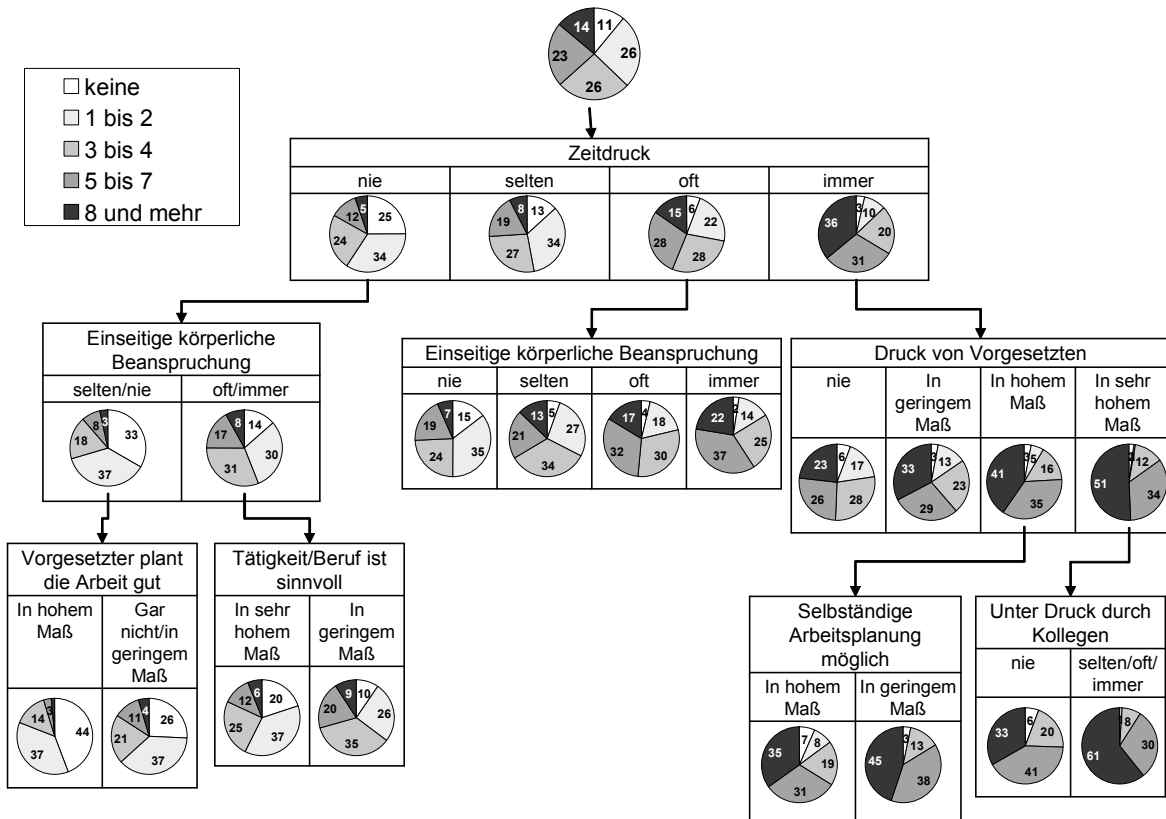 14 11
23 26
26
keine
1 bis 2
3 bis 4
5 bis 7
8 und mehr
Zeitdruck
nie selten oft immer
5 25
12
24
34
8 13
19
27 34
15 6
22
28 28
36 3 10
20
31
Einseitige körperliche
Beanspruchung
selten/nie oft/immer
3
8
18 33
37
8 14
17
31 30
Einseitige körperliche Beanspruchung
nie selten oft immer
7 15
19
24 35
13 5
21 27
34
17 4
18
32 30
22 2 14
25
37
Druck von Vorgesetzten
nie
In
geringem
Maß
In hohem
Maß
In sehr
hohem
Maß
23 6 17
26 28
33 3 13
23
29
41 3 5
16
35
51 2 12
34
Vorgesetzter plant
die Arbeit gut
In hohem
Maß
Gar
nicht/in
geringem
Maß
3
14
37 44
4
11 26
21
37
Tätigkeit/Beruf ist
sinnvoll
In sehr
hohem
Maß
In
geringem
Maß
6 20
12
25 37
9 10
20 26
35
Selbständige
Arbeitsplanung
möglich
In hohem
Maß
In geringem
Maß
35 7 8
19
31
45 3 13
38
Unter Druck durch
Kollegen
nie
selten/oft/
immer
33 6
20
41
61 8
30